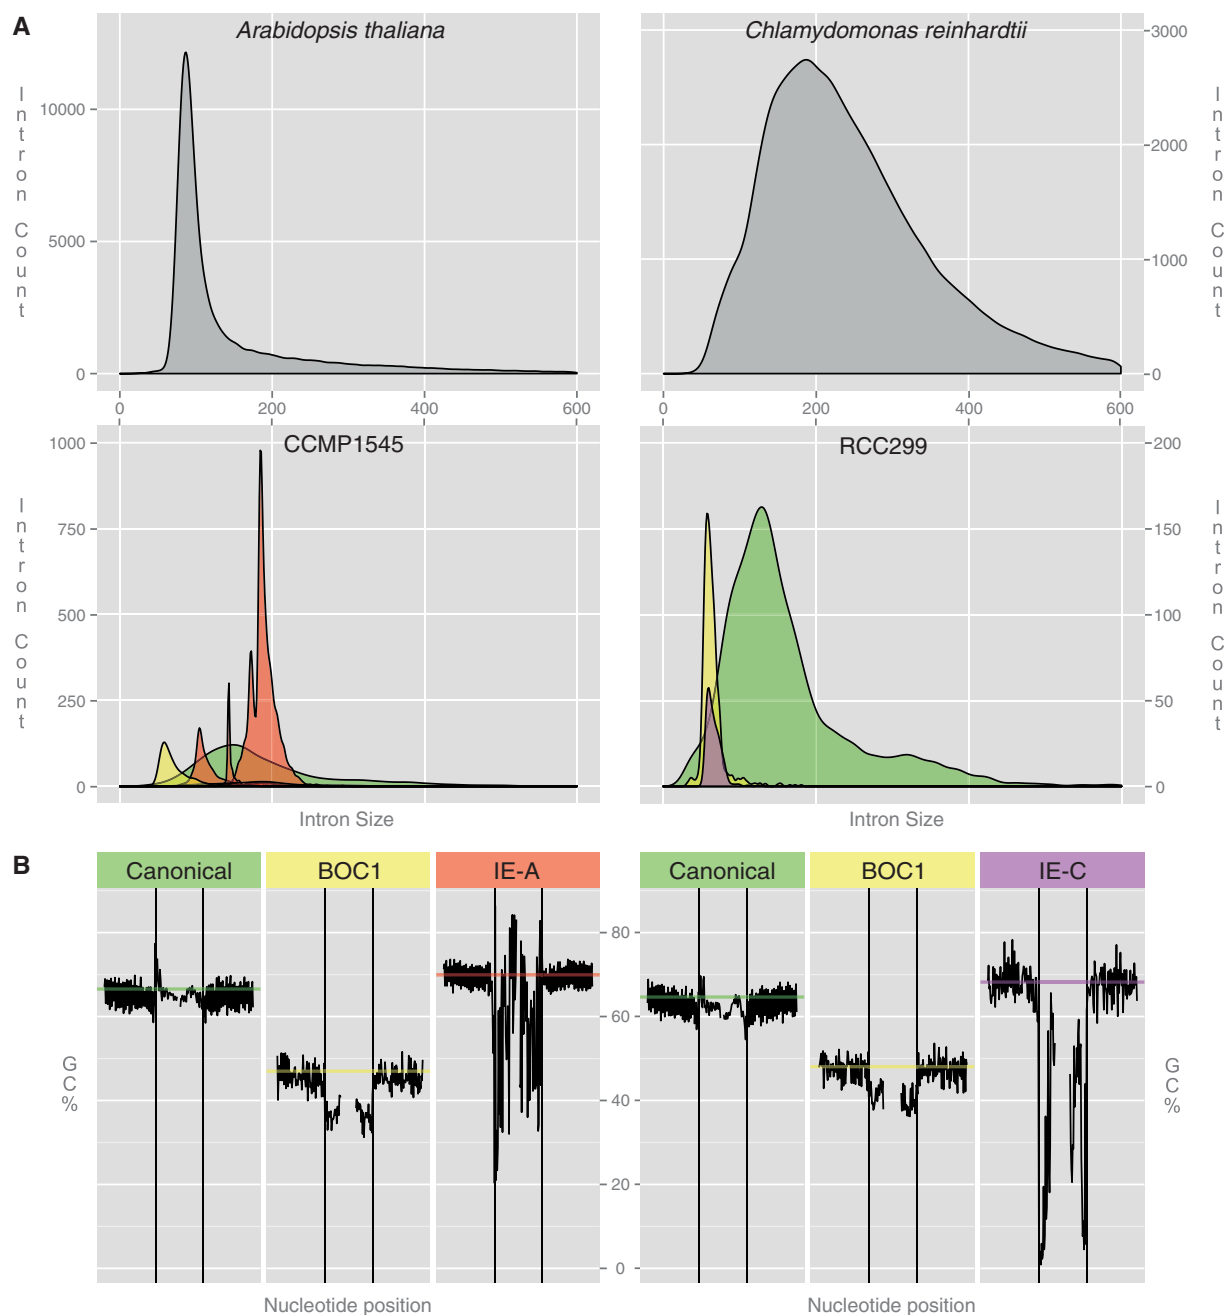 A
Arabidopsis thaliana
Chlamydomonas reinhardtii
Intron Count
10000
5000
0
0
200
400
600
3000
2000
1000
0
Intron Count
0
200
400
600
CCMP1545
RCC299
Intron Count
1000
750
500
250
0
200
150
100
50
0
Intron Count
Intron Size
Intron Size
B
Canonical
BOC1
IE-A
Canonical
BOC1
IE-C
GC%
80
60
40
20
0
GC%
Nucleotide position
Nucleotide position